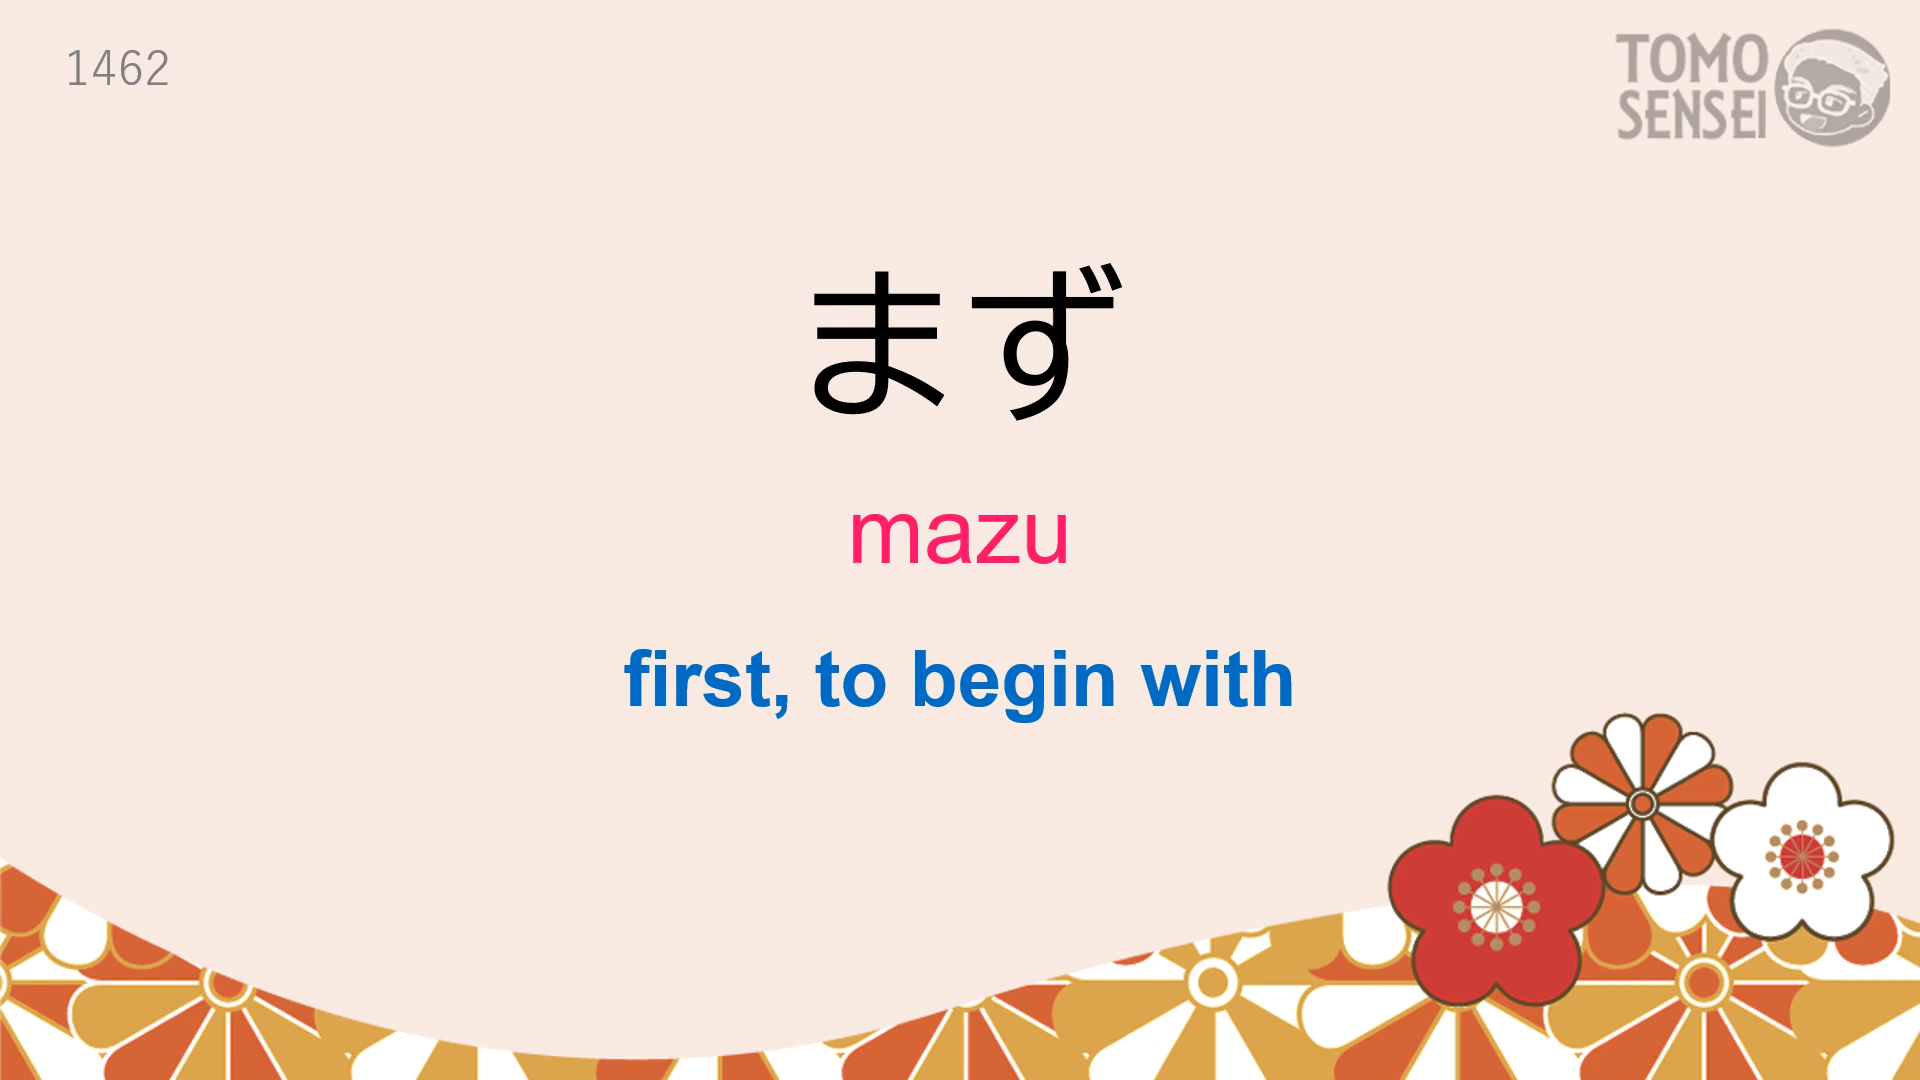 1462
TOMO
SENSEI
まず
mazu
first, to begin with